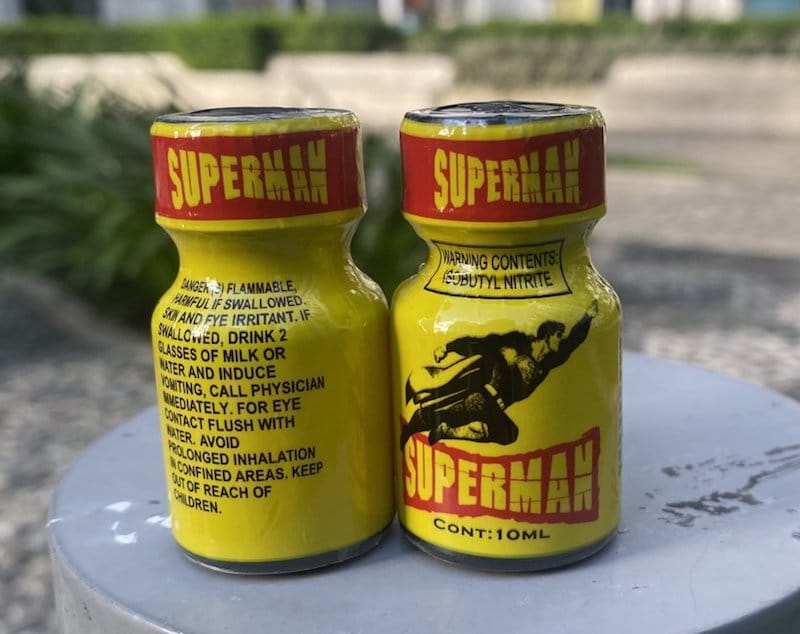 SUPERMAN
DANGER(S) FLAMMABLE,
HARMFUL IF SWALLOWED.
SKIN AND EYE IRRITANT. IF
SWALLOWED, DRINK 2
GLASSES OF MILK OR
WATER AND INDUCE
VOMITING, CALL PHYSICIAN
IMMEDIATELY. FOR EYE
CONTACT FLUSH WITH
WATER. AVOID
PROLONGED INHALATION
IN CONFINED AREAS. KEEP
OUT OF REACH OF
CHILDREN.
SUPERMAN
WARNING CONTENTS:
ISOBUTYL NITRITE
SUPERMAN
CONT:10ML